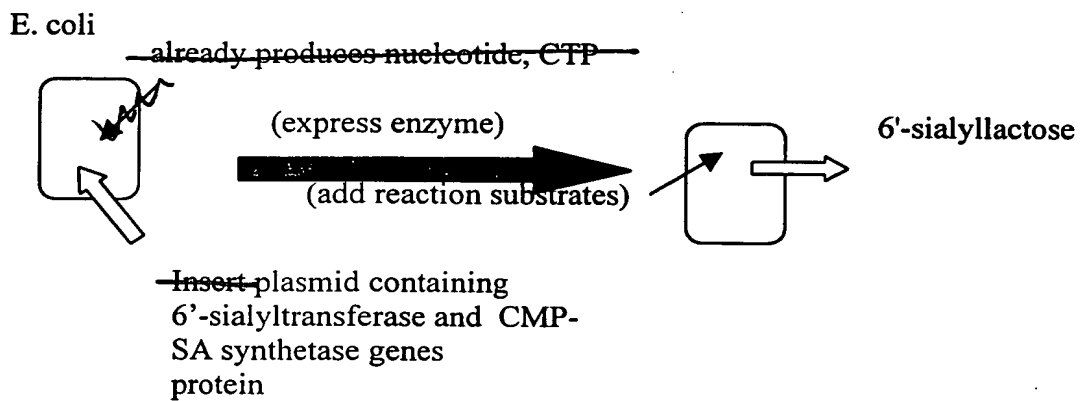 E. coli
already produces nucleotide, CTP
(express enzyme)
6'-sialyllactose
(add reaction substrates)
Insert plasmid containing
6’-sialyltransferase and CMP-
SA synthetase genes
protein